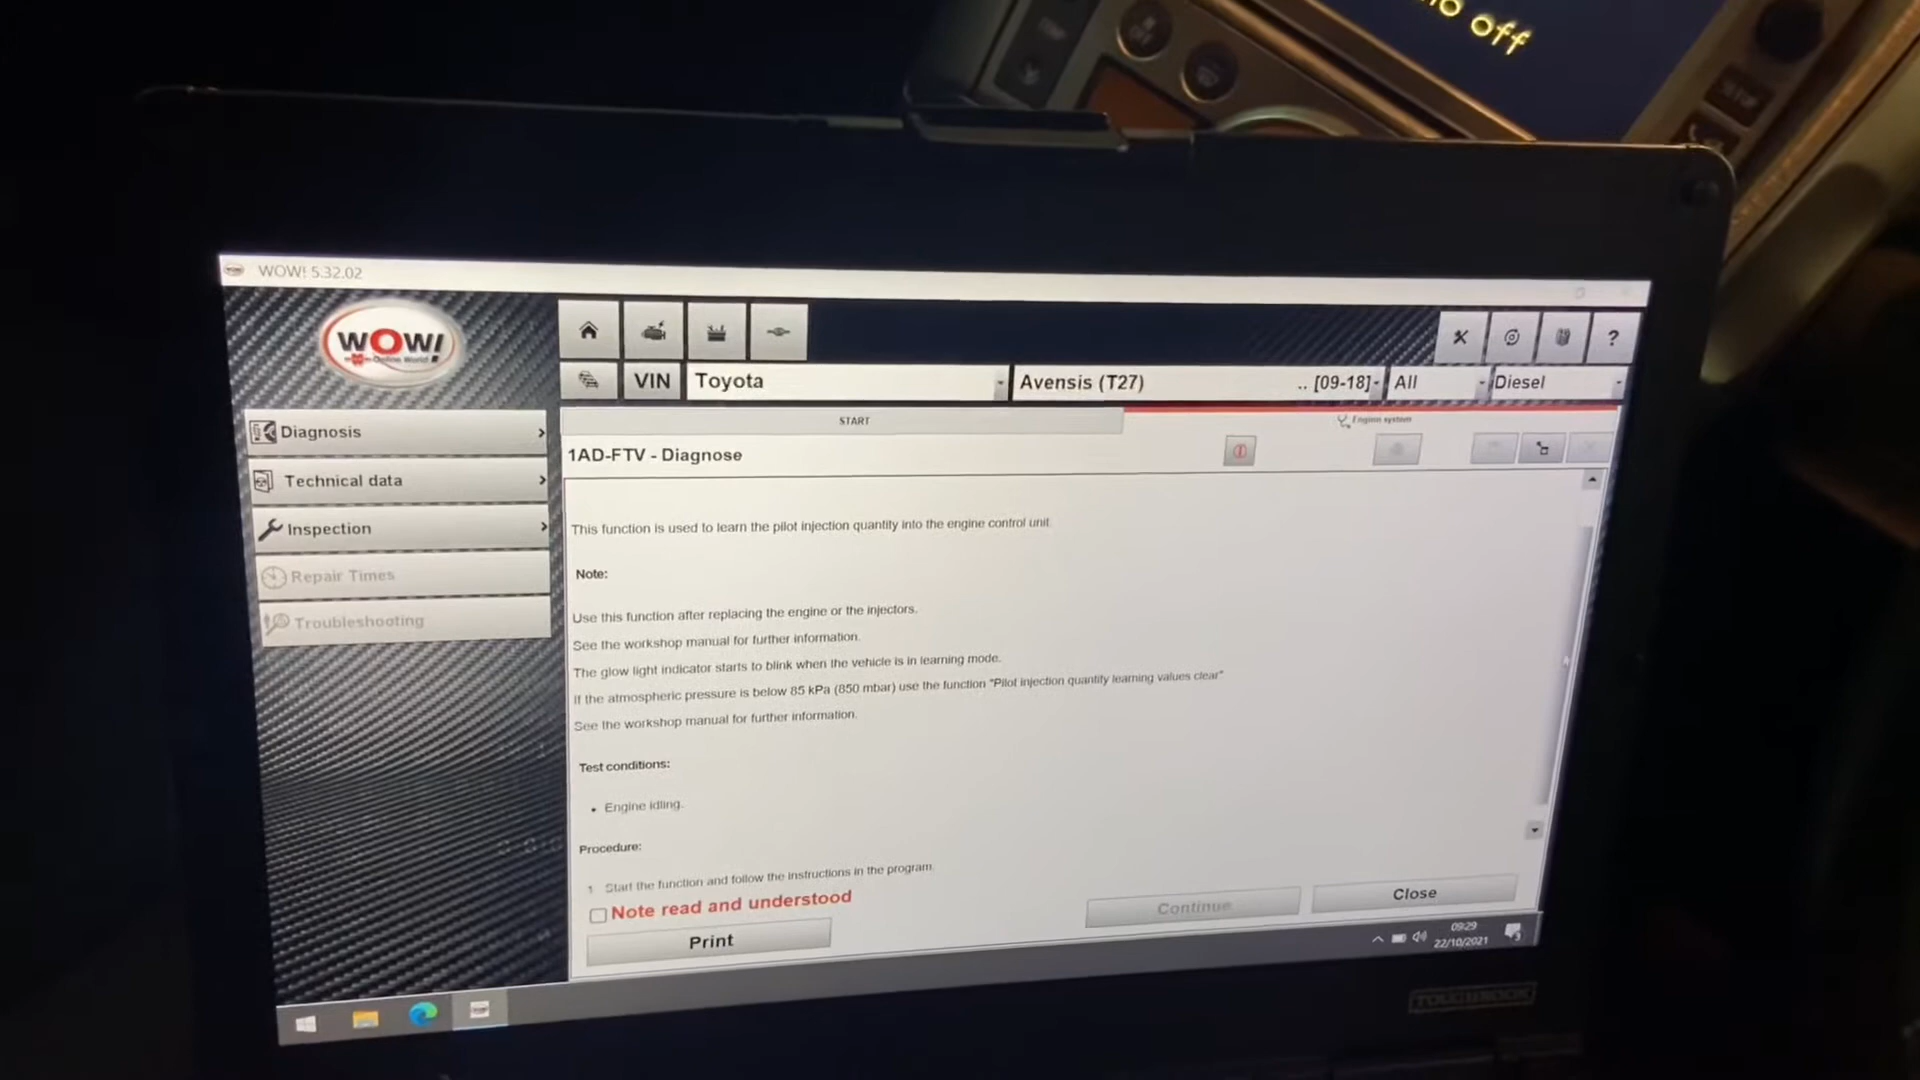 no off
WOW! 5.32.02
WOW!
Online World
VIN
Toyota
Avensis (T27)
.. [09-18]
All
Diesel
?
START
Engine system
Diagnosis
Technical data
Inspection
Repair Times
Troubleshooting
1AD-FTV - Diagnose
This function is used to learn the pilot injection quantity into the engine control unit.
Note:
Use this function after replacing the engine or the injectors.
See the workshop manual for further information.
The glow light indicator starts to blink when the vehicle is in learning mode.
If the atmospheric pressure is below 85 kPa (850 mbar) use the function "Pilot injection quantity learning values clear"
See the workshop manual for further information.
Test conditions:
• Engine idling.
Procedure:
1 Start the function and follow the instructions in the program.
Note read and understood
Continue
Close
Print
09:29
22/10/2021
TOUGHBOOK